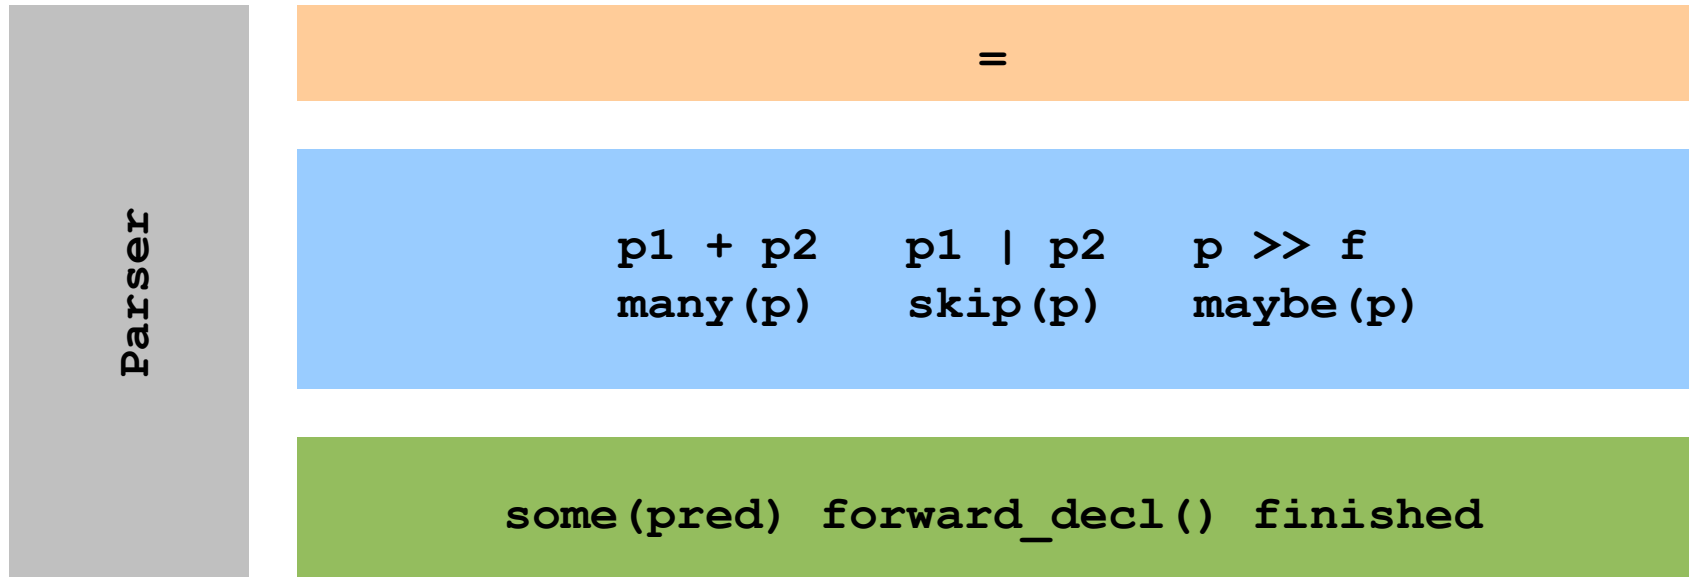 Parser
=
p1 + p2 p1 | p2 p >> f
many(p) skip(p) maybe(p)
some(pred) forward_decl() finished